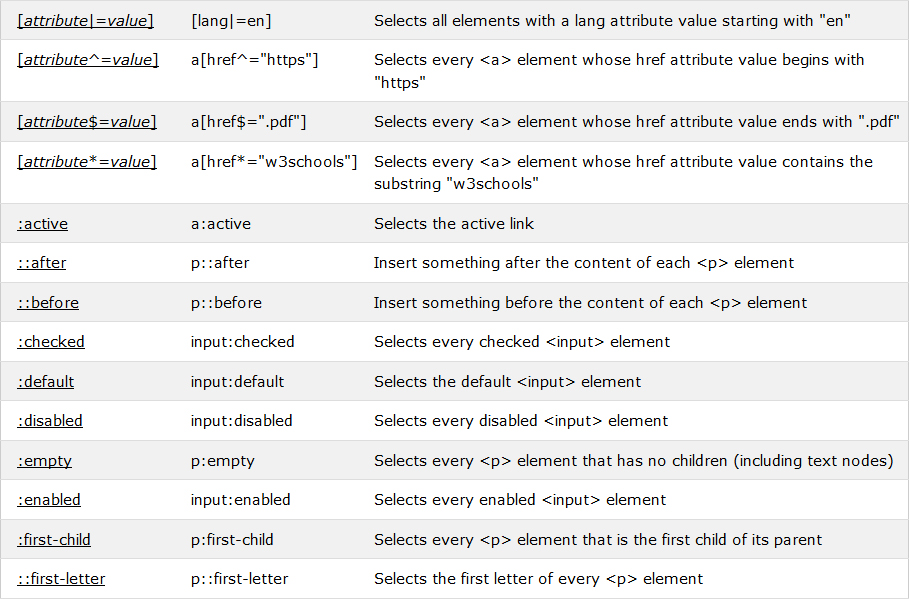 [attribute|=value] [lang|=en] Selects all elements with a lang attribute value starting with "en"
[attribute^=value] a[href^="https"] Selects every <a> element whose href attribute value begins with
"https"
[attribute$=value] a[href$=".pdf"] Selects every <a> element whose href attribute value ends with ".pdf"
[attribute*=value] a[href*="w3schools"] Selects every <a> element whose href attribute value contains the
substring "w3schools"
:active a:active Selects the active link
::after p::after Insert something after the content of each <p> element
::before p::before Insert something before the content of each <p> element
:checked input:checked Selects every checked <input> element
:default input:default Selects the default <input> element
:disabled input:disabled Selects every disabled <input> element
:empty p:empty Selects every <p> element that has no children (including text nodes)
:enabled input:enabled Selects every enabled <input> element
:first-child p:first-child Selects every <p> element that is the first child of its parent
::first-letter p::first-letter Selects the first letter of every <p> element